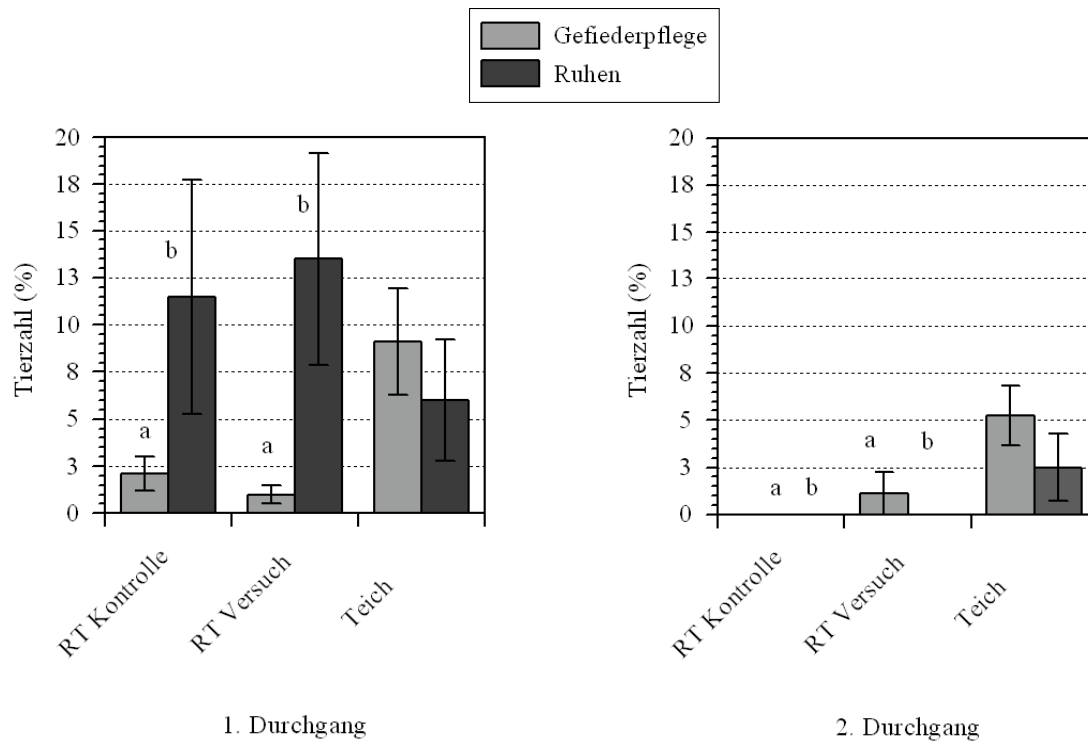 Gefiederpflege
Ruhen
20
18
15
13
10
8
5
3
0
Tierzahl (%)
b
b
a
a
RT Kontrolle
RT Versuch
Teich
1. Durchgang
20
18
15
13
10
8
5
3
0
Tierzahl (%)
a
b
a
b
RT Kontrolle
RT Versuch
Teich
2. Durchgang